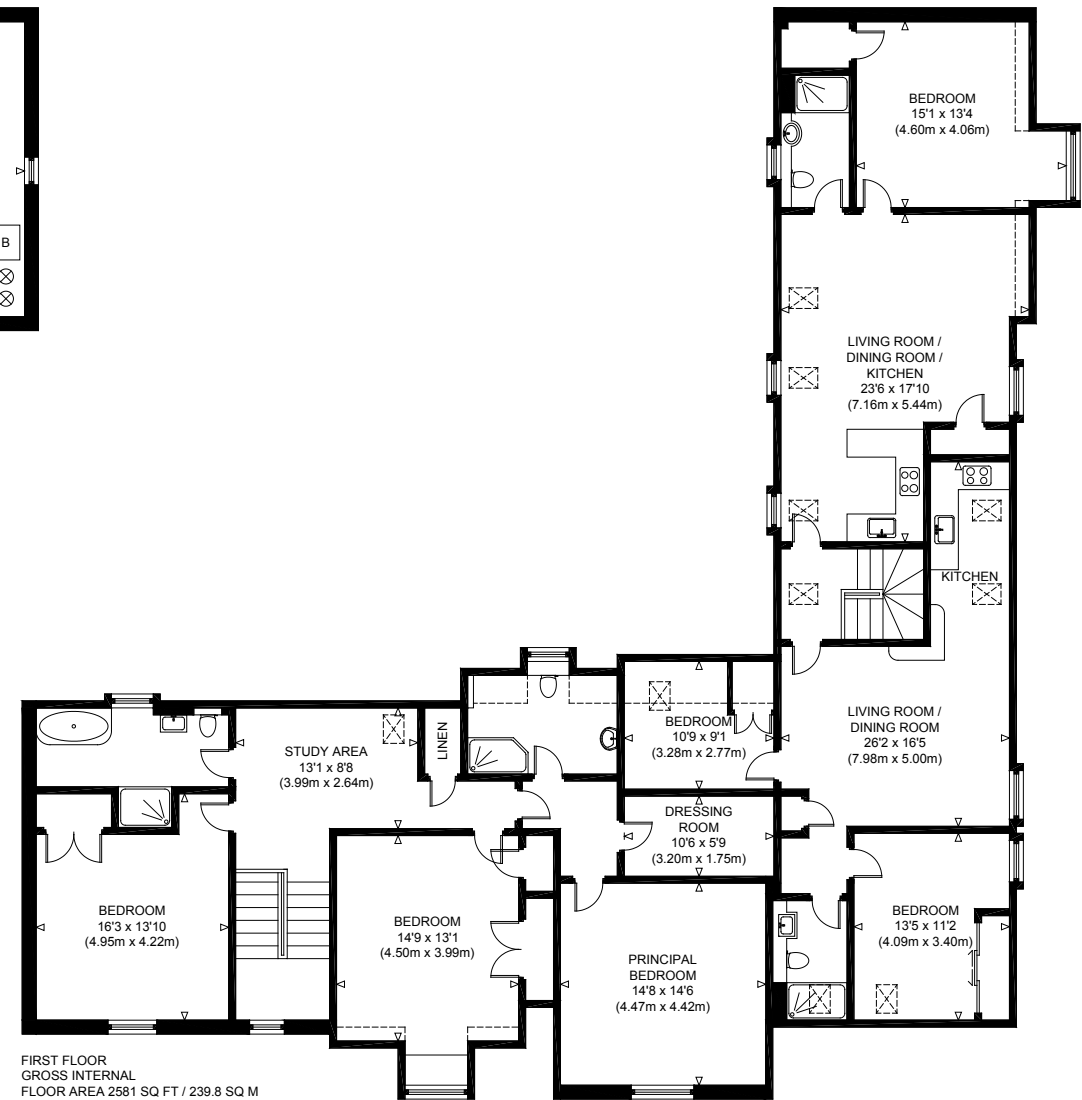 B
BEDROOM
15'1 x 13'4
(4.60m x 4.06m)
LIVING ROOM /
DINING ROOM /
KITCHEN
23'6 x 17'10
(7.16m x 5.44m)
KITCHEN
LIVING ROOM /
DINING ROOM
26'2 x 16'5
(7.98m x 5.00m)
BEDROOM
10'9 x 9'1
(3.28m x 2.77m)
LINEN
STUDY AREA
13'1 x 8'8
(3.99m x 2.64m)
DRESSING
ROOM
10'6 x 5'9
(3.20m x 1.75m)
BEDROOM
16'3 x 13'10
(4.95m x 4.22m)
BEDROOM
14'9 x 13'1
(4.50m x 3.99m)
PRINCIPAL
BEDROOM
14'8 x 14'6
(4.47m x 4.42m)
BEDROOM
13'5 x 11'2
(4.09m x 3.40m)
FIRST FLOOR
GROSS INTERNAL
FLOOR AREA 2581 SQ FT / 239.8 SQ M